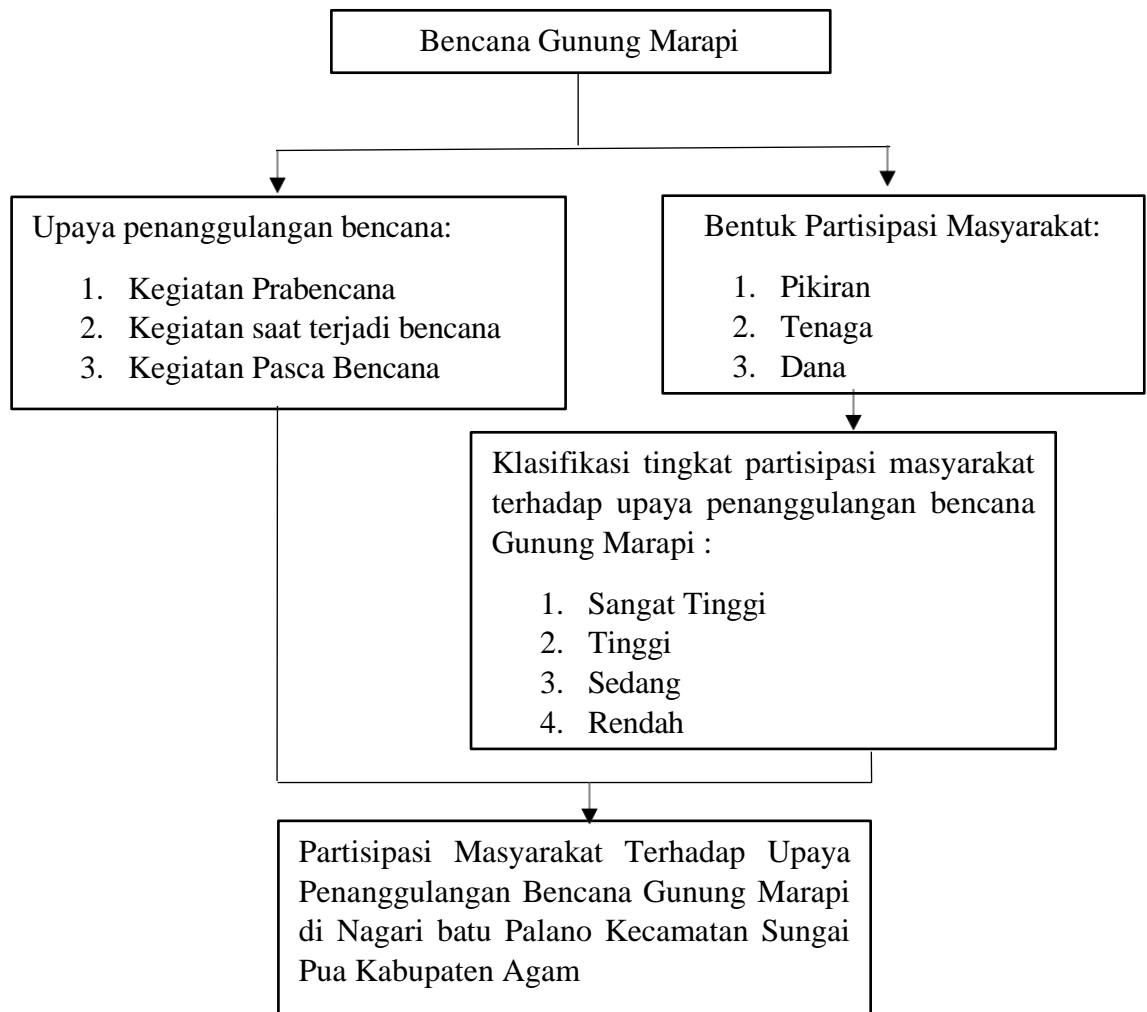 Bencana Gunung Marapi
Upaya penanggulangan bencana:
1. Kegiatan Prabencana
2. Kegiatan saat terjadi bencana
3. Kegiatan Pasca Bencana
Bentuk Partisipasi Masyarakat:
1. Pikiran
2. Tenaga
3. Dana
Klasifikasi tingkat partisipasi masyarakat
terhadap upaya penanggulangan bencana
Gunung Marapi :
1. Sangat Tinggi
2. Tinggi
3. Sedang
4. Rendah
Partisipasi Masyarakat Terhadap Upaya
Penanggulangan Bencana Gunung Marapi
di Nagari batu Palano Kecamatan Sungai
Pua Kabupaten Agam